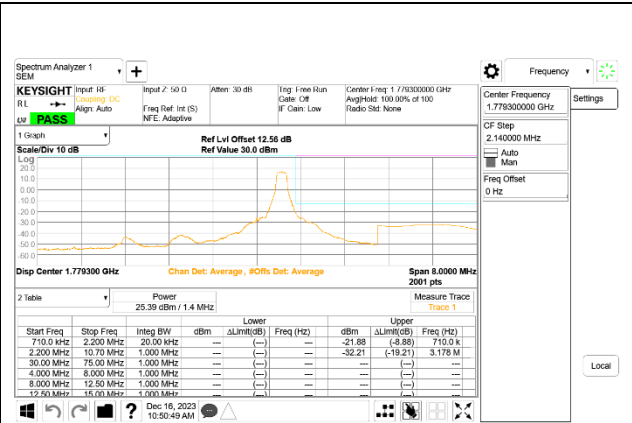 Spectrum Analyzer 1
SEM
Frequency
KEYSIGHT
RL
PASS
Input: RF
Coupling: DC
Align: Auto
Input Z: 50 Ω
Freq Ref: Int (S)
NFE: Adaptive
Atten: 30 dB
Trig: Free Run
Gate: Off
IF Gain: Low
Center Freq: 1.779300000 GHz
Avg|Hold: 100.00% of 100
Radio Std: None
Center Frequency
1.779300000 GHz
Settings
CF Step
2.140000 MHz
Auto
Man
Freq Offset
0 Hz
1 Graph
Scale/Div 10 dB
Ref Lvl Offset 12.56 dB
Ref Value 30.0 dBm
Log
20.0
10.0
0.00
-10.0
-20.0
-30.0
-40.0
-50.0
-60.0
Disp Center 1.779300 GHz
Chan Det: Average, #Offs Det: Average
Span 8.0000 MHz
2001 pts
2 Table
Power
25.39 dBm / 1.4 MHz
Measure Trace
Trace 1
Lower Upper
Start Freq Stop Freq Integ BW dBm ΔLimit(dB) Freq (Hz) dBm ΔLimit(dB) Freq (Hz)
710.0 kHz 2.200 MHz 20.00 kHz --- (---) --- -21.88 (-8.88) 710.0 k
2.200 MHz 10.70 MHz 1.000 MHz --- (---) --- -32.21 (-19.21) 3.178 M
30.00 MHz 75.00 MHz 1.000 MHz --- (---) --- --- (---) ---
4.000 MHz 8.000 MHz 1.000 MHz --- (---) --- --- (---) ---
8.000 MHz 12.50 MHz 1.000 MHz --- (---) --- --- (---) ---
12.50 MHz 15.00 MHz 1.000 MHz --- (---) --- --- (---) ---
Local
?
Dec 16, 2023
10:50:49 AM